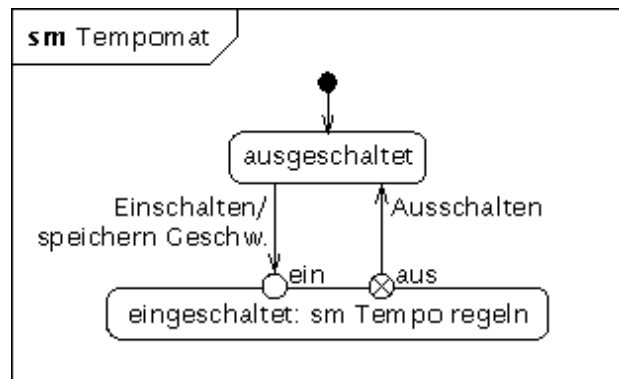 sm Tempomat
ausgeschaltet
Einschalten/
speichern Geschw.
Ausschalten
ein
aus
eingeschaltet: sm Tempo regeln